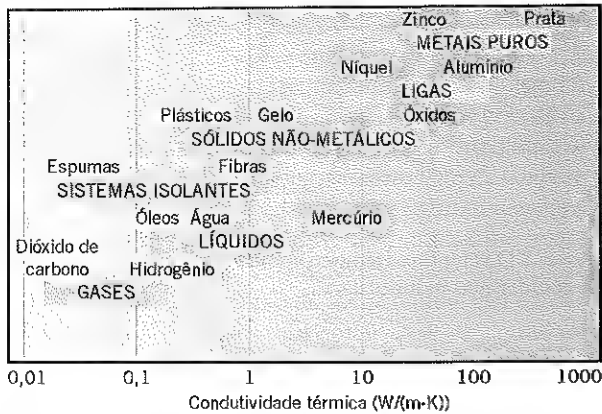 Zinco Prata
METAIS PUROS
Níquel Alumínio
LIGAS
Plásticos Gelo Óxidos
SÓLIDOS NÃO-METÁLICOS
Espumas Fibras
SISTEMAS ISOLANTES
Óleos Água Mercúrio
LÍQUIDOS
Dióxido de
carbono Hidrogênio
GASES
0,01 0,1 1 10 100 1000
Condutividade térmica (W/(m·K))